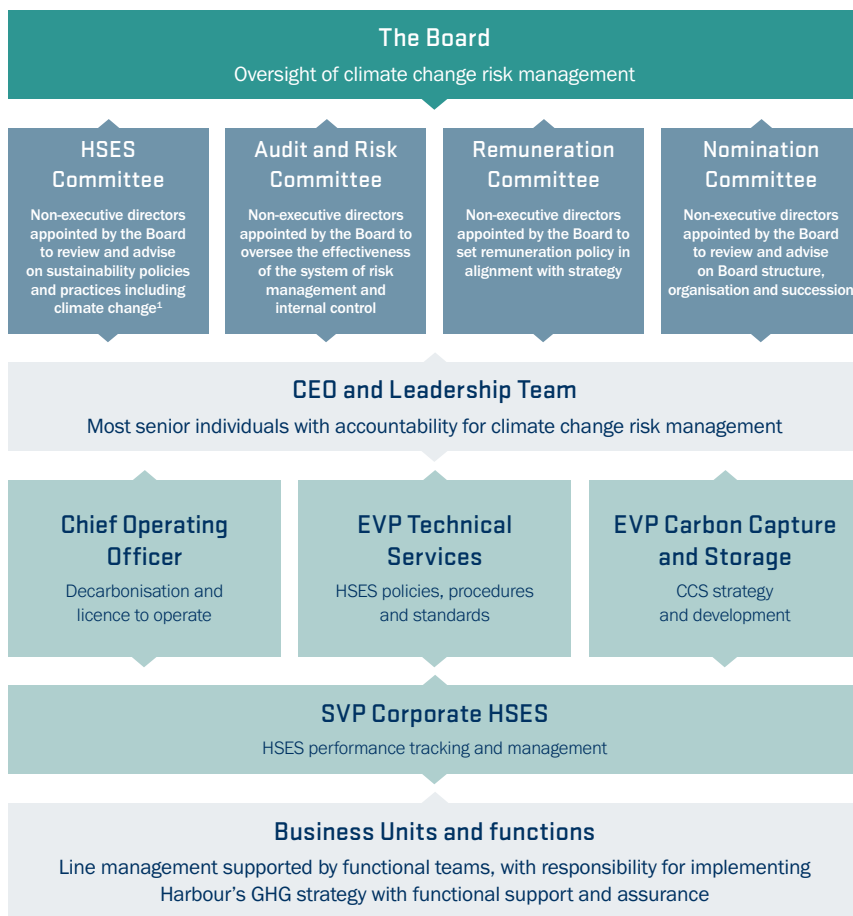 The Board
Oversight of climate change risk management
HSES
Committee
Non-executive directors
appointed by the Board
to review and advise
on sustainability policies
and practices including
climate change¹
Audit and Risk
Committee
Non-executive directors
appointed by the Board to
oversee the effectiveness
of the system of risk
management and
internal control
Remuneration
Committee
Non-executive directors
appointed by the Board to
set remuneration policy in
alignment with strategy
Nomination
Committee
Non-executive directors
appointed by the Board
to review and advise
on Board structure,
organisation and succession
CEO and Leadership Team
Most senior individuals with accountability for climate change risk management
Chief Operating
Officer
Decarbonisation and
licence to operate
EVP Technical
Services
HSES policies, procedures
and standards
EVP Carbon Capture
and Storage
CCS strategy
and development
SVP Corporate HSES
HSES performance tracking and management
Business Units and functions
Line management supported by functional teams, with responsibility for implementing
Harbour's GHG strategy with functional support and assurance